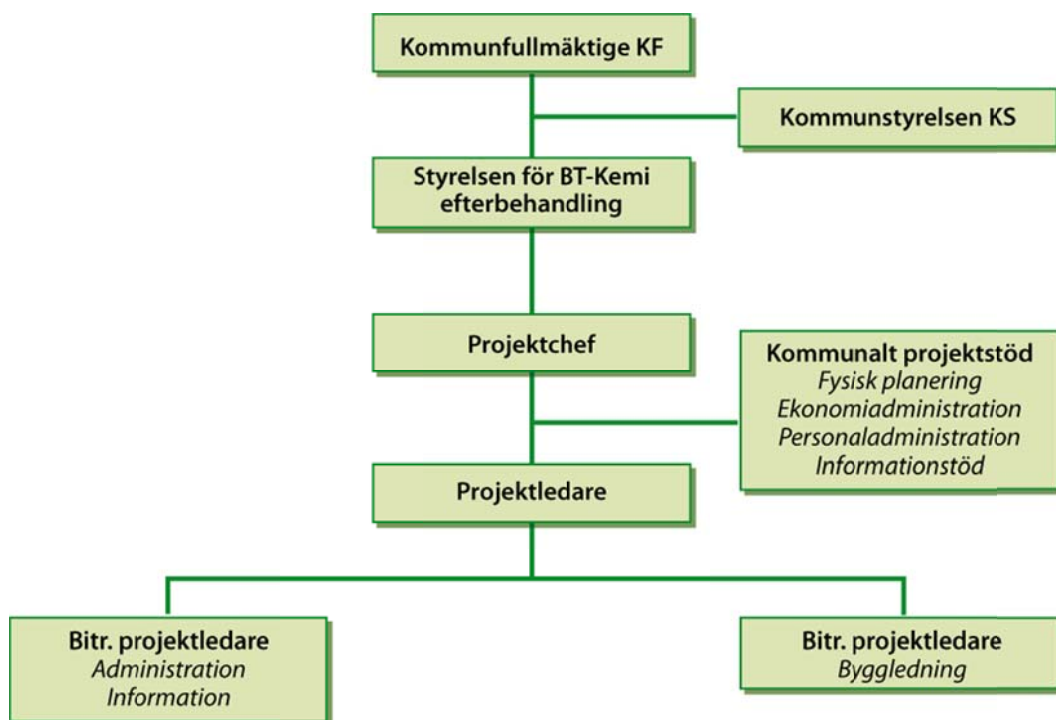 Kommunfullmäktige KF
Kommunstyrelsen KS
Styrelsen för BT-Kemi
efterbehandling
Projektchef
Kommunalt projektstöd
Fysisk planering
Ekonomiadministration
Personaladministration
Informationstöd
Projektledare
Bitr. projektledare
Administration
Information
Bitr. projektledare
Byggledning